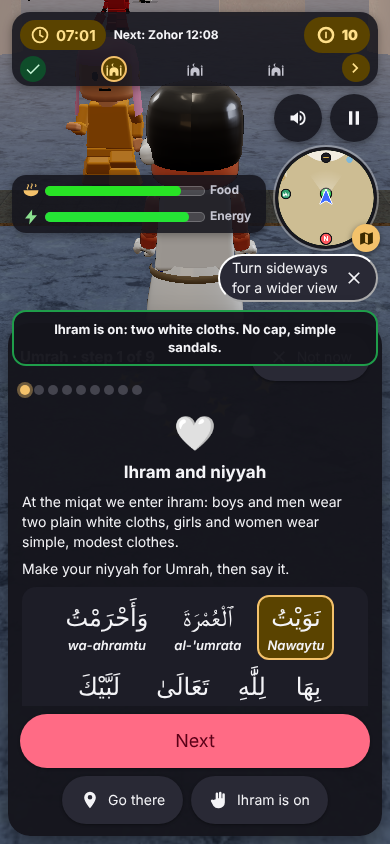 07:01
Next: Zohor 12:08
10
Food
Energy
N
Turn sideways
for a wider view
Ihram is on: two white cloths. No cap, simple
sandals.
Umrah - step 1 of 9
Not now
Ihram and niyyah
At the miqat we enter ihram: boys and men wear
two plain white cloths, girls and women wear
simple, modest clothes.
Make your niyyah for Umrah, then say it.
نَوَيْتُ ٱلْعُمْرَةَ وَأَحْرَمْتُ
Nawaytu al-'umrata wa-ahramtu
بِهَا لِلَّهِ تَعَالَىٰ لَبَّيْكَ
Next
Go there
Ihram is on